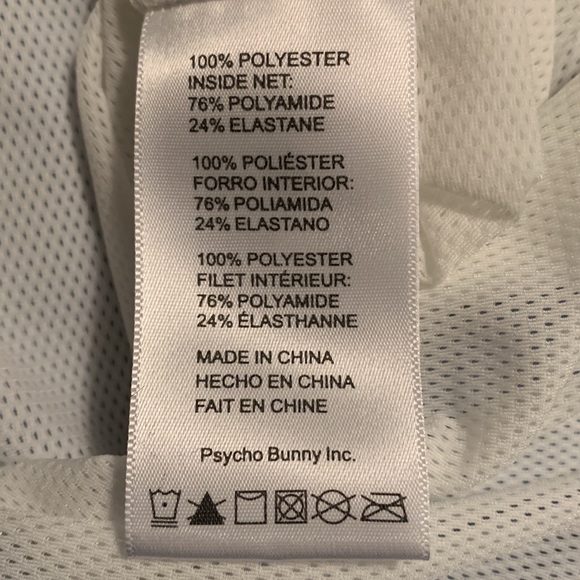 100% POLYESTER
INSIDE NET:
76% POLYAMIDE
24% ELASTANE
100% POLIÉSTER
FORRO INTERIOR:
76% POLIAMIDA
24% ELASTANO
100% POLYESTER
FILET INTÉRIEUR:
76% POLYAMIDE
24% ÉLASTHANNE
MADE IN CHINA
HECHO EN CHINA
FAIT EN CHINE
Psycho Bunny Inc.